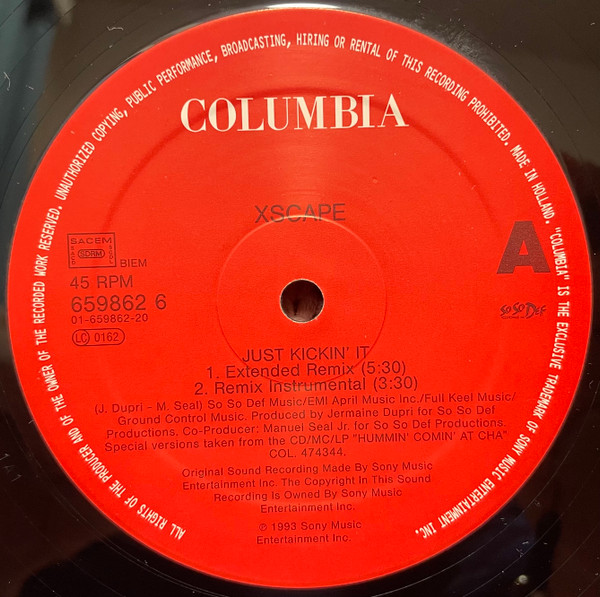 ALL RIGHTS OF THE PRODUCER AND OF THE OWNER OF THE RECORDED WORK RESERVED. UNAUTHORIZED COPYING, PUBLIC PERFORMANCE, BROADCASTING, HIRING OR RENTAL OF THIS RECORDING PROHIBITED. MADE IN HOLLAND. "COLUMBIA" IS THE EXCLUSIVE TRADEMARK OF SONY MUSIC ENTERTAINMENT INC.
COLUMBIA
XSCAPE
A
SACEM
SDRM
BIEM
45 RPM
659862 6
01-659862-20
LC 0162
SO SO DEF
JUST KICKIN' IT
1. Extended Remix (5:30)
2. Remix Instrumental (3:30)
(J. Dupri - M. Seal) So So Def Music/EMI April Music Inc./Full Keel Music/
Ground Control Music. Produced by Jermaine Dupri for So So Def
Productions. Co-Producer: Manuel Seal Jr. for So So Def Productions.
Special versions taken from the CD/MC/LP "HUMMIN' COMIN' AT CHA"
COL. 474344.
Original Sound Recording Made By Sony Music
Entertainment Inc. The Copyright In This Sound
Recording Is Owned By Sony Music
Entertainment Inc.
℗ 1993 Sony Music
Entertainment Inc.